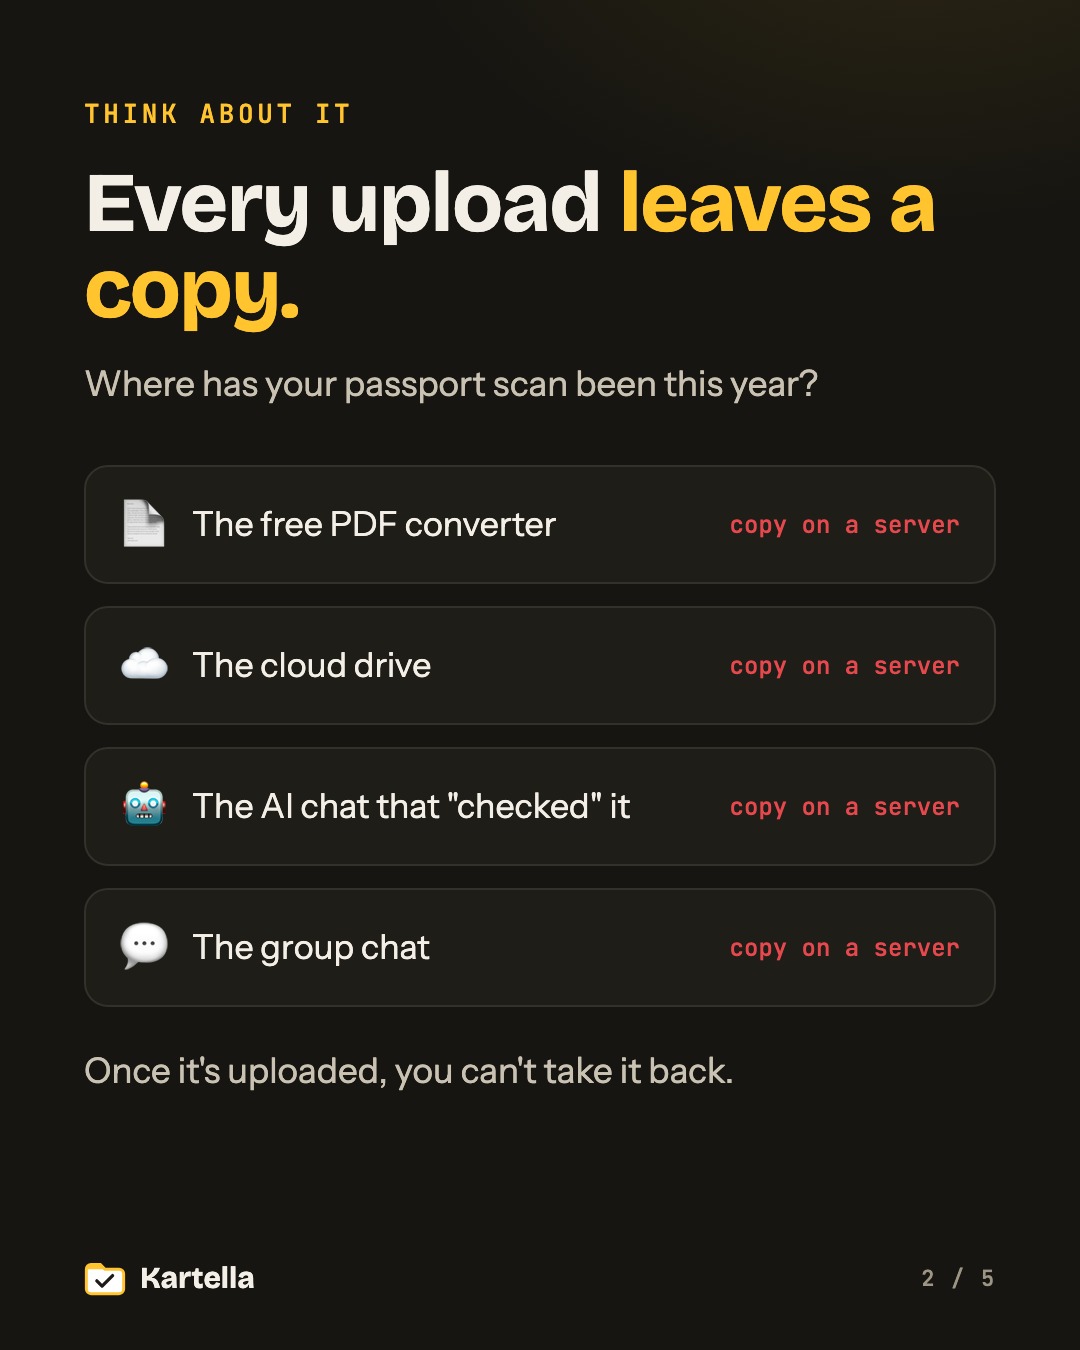 THINK ABOUT IT
Every upload leaves a
copy.
Where has your passport scan been this year?
The free PDF converter
copy on a server
The cloud drive
copy on a server
The AI chat that "checked" it
copy on a server
The group chat
copy on a server
Once it's uploaded, you can't take it back.
Kartella
2 / 5